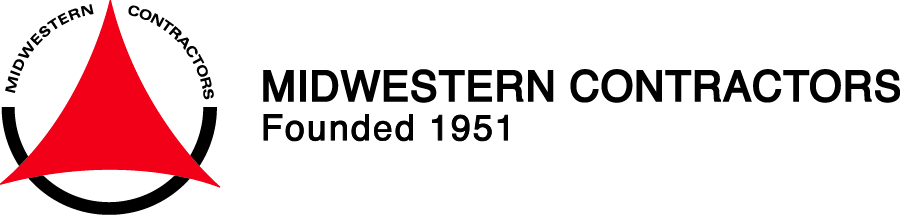 MIDWESTERN CONTRACTORS
MIDWESTERN CONTRACTORS
Founded 1951